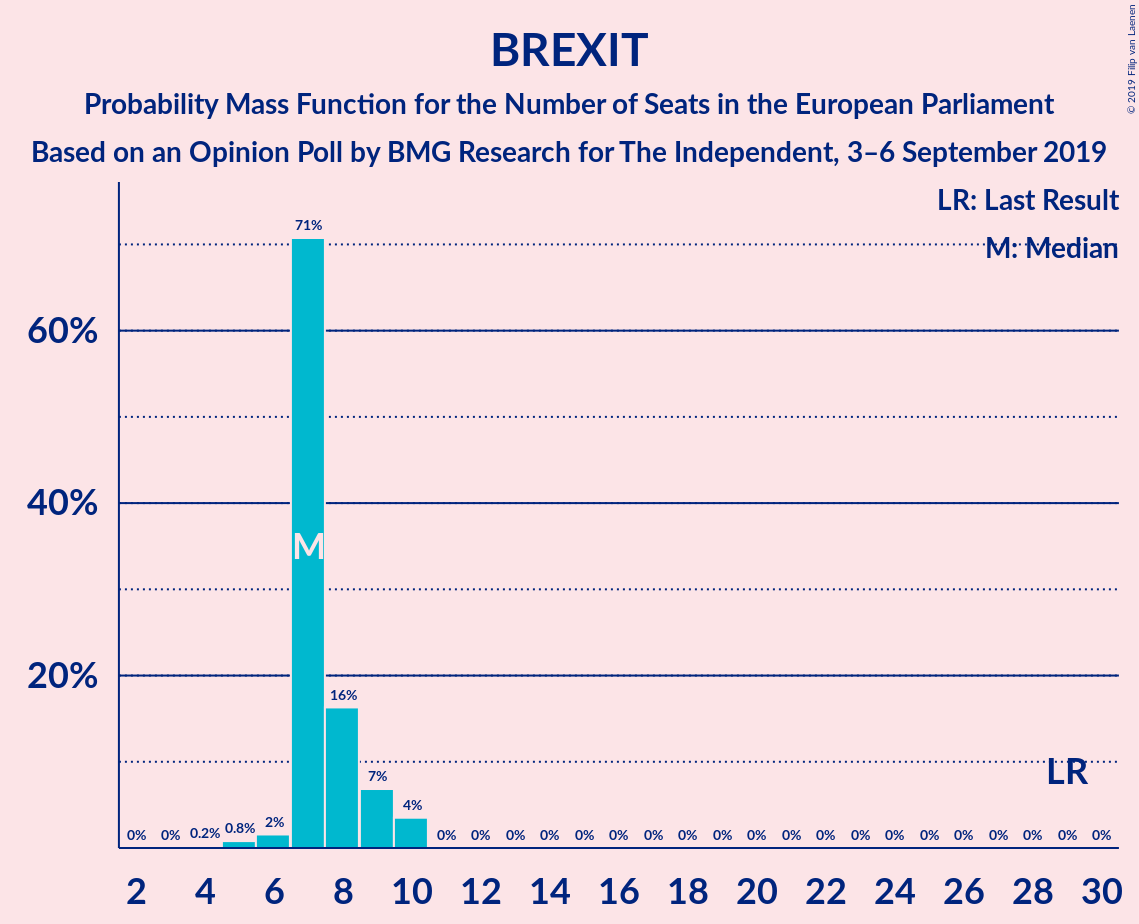 BREXIT
Probability Mass Function for the Number of Seats in the European Parliament
Based on an Opinion Poll by BMG Research for The Independent, 3–6 September 2019
© 2019 Filip van Laenen
LR: Last Result
M: Median
60%
40%
20%
0% 0% 0.2% 0.8% 2% 71% 16% 7% 4% 0% 0% 0% 0% 0% 0% 0% 0% 0% 0% 0% 0% 0% 0% 0% 0% 0% 0% 0% 0%
M
LR
2 4 6 8 10 12 14 16 18 20 22 24 26 28 30